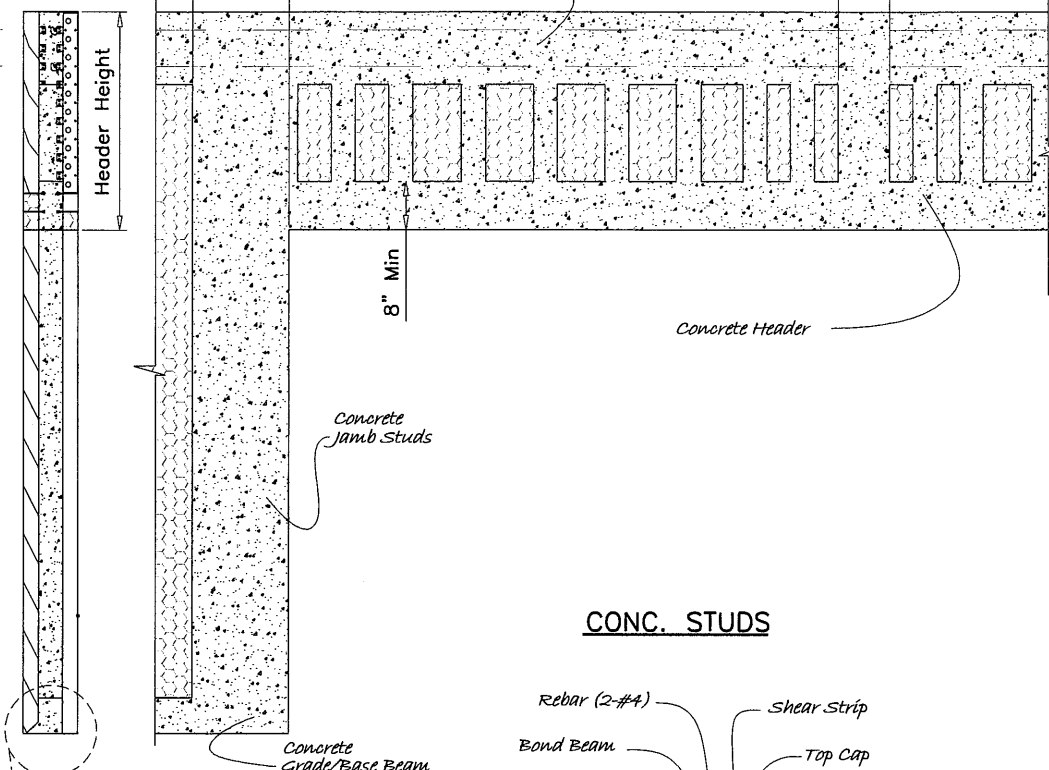 Header Height
8" Min
Concrete Header
Concrete
Jamb Studs
CONC. STUDS
Rebar (2-#4)
Shear Strip
Bond Beam
Top Cap
Concrete
Grade/Base Beam